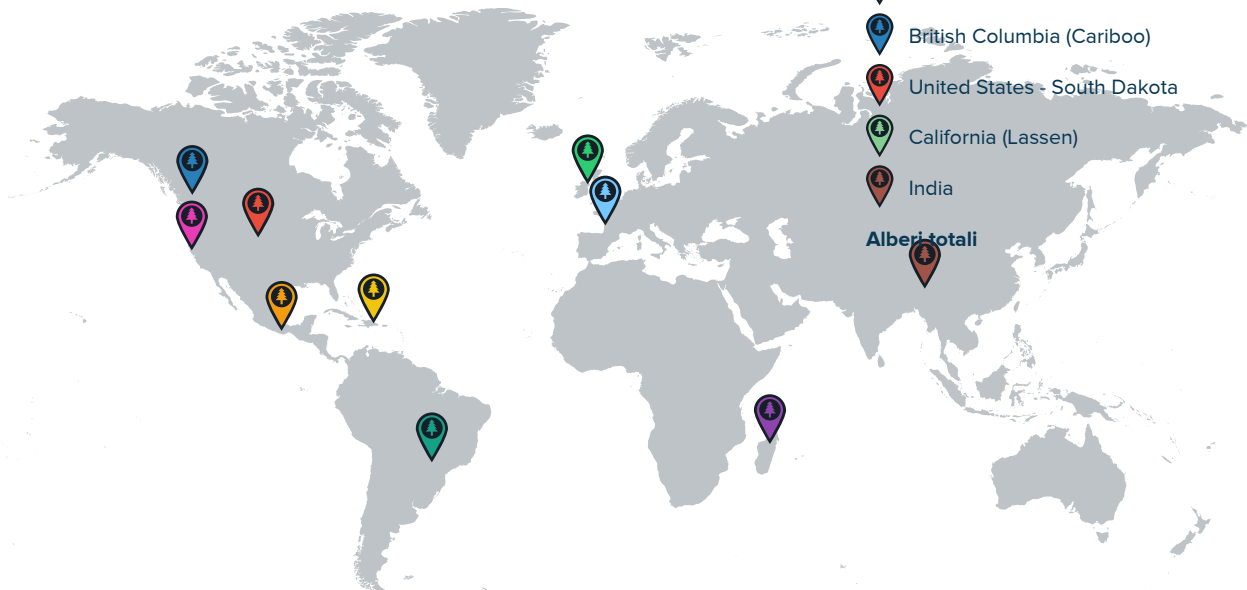 British Columbia (Cariboo)
United States - South Dakota
California (Lassen)
India
Alberi totali